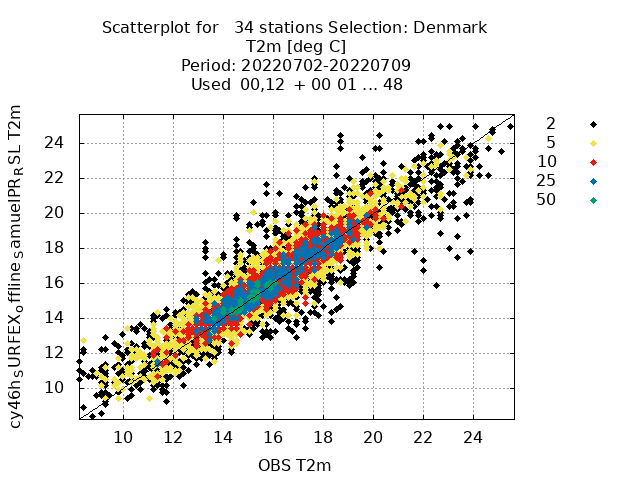 Scatterplot for 34 stations Selection: Denmark
T2m [deg C]
Period: 20220702-20220709
Used 00,12 + 00 01 ... 48
cy46h_SURFEX_offline_samuelPR_RSL T2m
24
22
20
18
16
14
12
10
10 12 14 16 18 20 22 24
OBS T2m
2
5
10
25
50